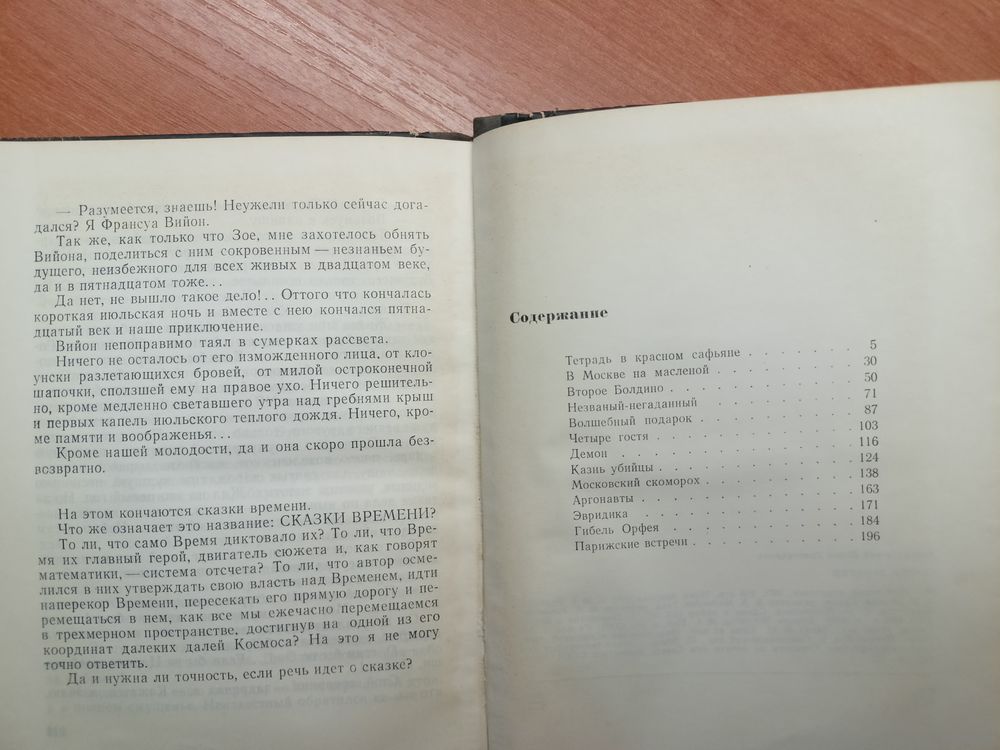 — Разумеется, знаешь! Неужели только сейчас дога-
дался? Я Франсуа Вийон.
Так же, как только что Зое, мне захотелось обнять
Вийона, поделиться с ним сокровенным — незнаньем бу-
дущего, неизбежного для всех живых в двадцатом веке,
да и в пятнадцатом тоже...
Да нет, не вышло такое дело!.. Оттого что кончалась
короткая июльская ночь и вместе с нею кончался пятна-
дцатый век и наше приключение.
Вийон непоправимо таял в сумерках рассвета.
Ничего не осталось от его изможденного лица, от кло-
унски разлетающихся бровей, от милой остроконечной
шапочки, сползшей ему на правое ухо. Ничего решитель-
но, кроме медленно светавшего утра над гребнями крыш
и первых капель июльского теплого дождя. Ничего, кро-
ме памяти и воображенья...
Кроме нашей молодости, да и она скоро прошла без-
возвратно.
На этом кончаются сказки времени.
Что же означает это название: СКАЗКИ ВРЕМЕНИ?
То ли, что само Время диктовало их? То ли, что Вре-
мя их главный герой, двигатель сюжета и, как говорят
математики, — система отсчета? То ли, что автор осме-
лился в них утверждать свою власть над Временем, идти
наперекор Времени, пересекать его прямую дорогу и пе-
ремещаться в нем, как все мы ежечасно перемещаемся
в трехмерном пространстве, достигнув на одной из его
координат далеких далей Космоса? На это я не могу
точно ответить.
Да и нужна ли точность, если речь идет о сказке?
Содержание
Тетрадь в красном сафьяне . . . . . . . 5
В Москве на масленой . . . . . . . . 30
Второе Болдино . . . . . . . . . . 50
Незваный-негаданный . . . . . . . . 71
Волшебный подарок . . . . . . . . . 87
Четыре гостя . . . . . . . . . . . 103
Демон . . . . . . . . . . . . . 116
Казнь убийцы . . . . . . . . . . . 124
Московский скоморох . . . . . . . . 138
Аргонавты . . . . . . . . . . . . 163
Эвридика . . . . . . . . . . . . 171
Гибель Орфея . . . . . . . . . . . 184
Парижские встречи . . . . . . . . . 196